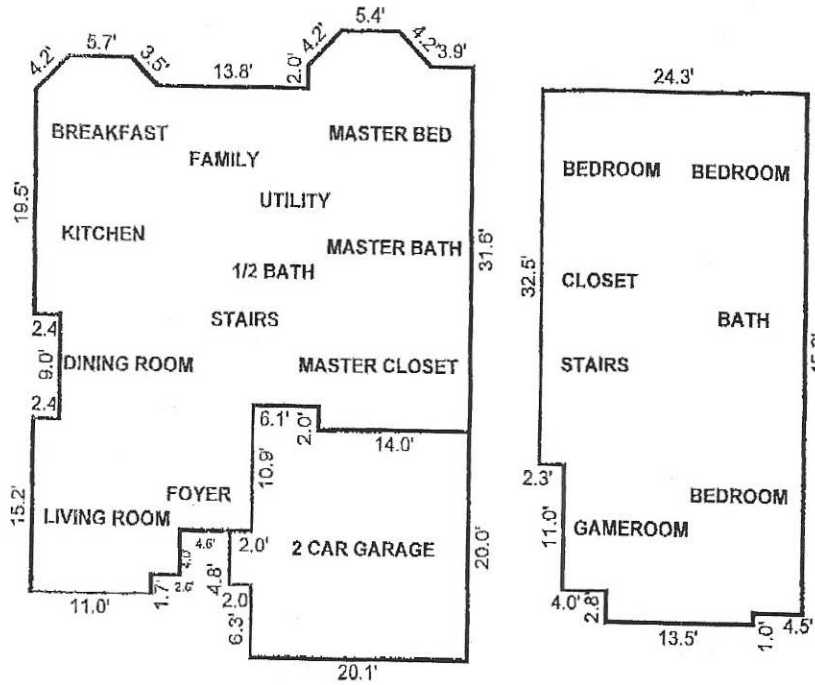 5.4'
4.2' 5.7' 3.5' 13.8' 2.0' 4.2' 4.2' 3.9'
24.3'
BREAKFAST
MASTER BED
FAMILY
BEDROOM BEDROOM
19.5'
UTILITY
KITCHEN
MASTER BATH
31.6'
1/2 BATH
32.5'
CLOSET
STAIRS
BATH
2.4
9.0'
DINING ROOM
MASTER CLOSET
STAIRS
2.4
6.1'
2.0'
14.0'
10.9'
2.3'
15.2'
FOYER
LIVING ROOM
BEDROOM
11.0'
GAMEROOM
4.6'
2.0'
2 CAR GARAGE
20.0'
4.0
11.0'
1.7'
4.8'
2.0
6.3'
4.0'
2.8'
13.5'
1.0'
4.5'
20.1'